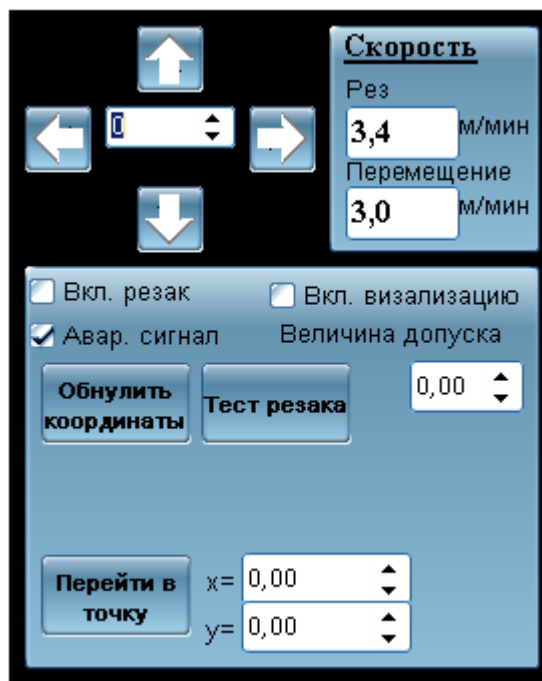 Скорость
Рез
0
3,4 м/мин
Перемещение
3,0 м/мин
Вкл. резак Вкл. визализацию
Авар. сигнал Величина допуска
0,00
Обнулить
координаты
Тест резака
Перейти в
точку
x= 0,00
y= 0,00